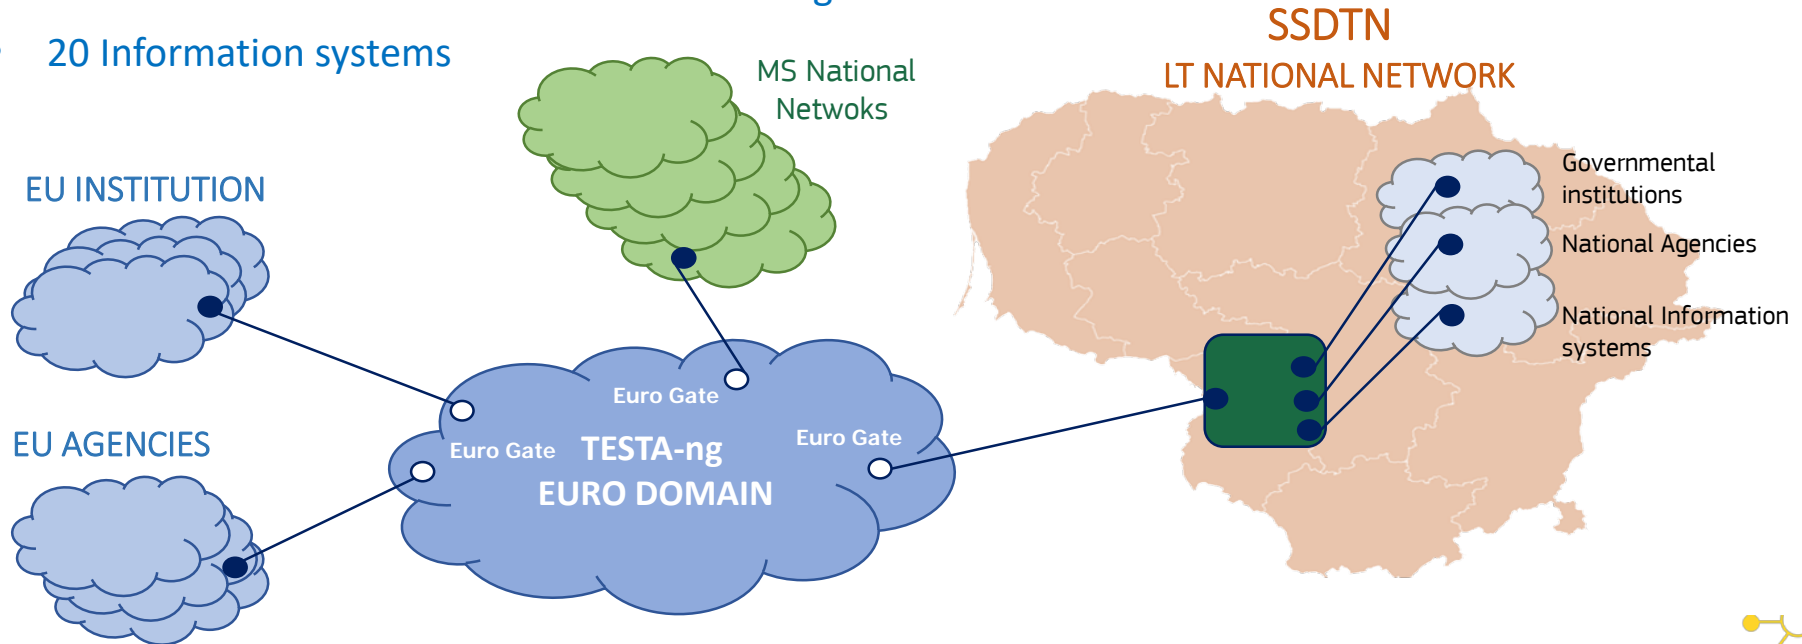 20 Information systems
SSDTN
LT NATIONAL NETWORK
MS National
Netwoks
EU INSTITUTION
Governmental
institutions
National Agencies
National Information
systems
Euro Gate
EU AGENCIES
Euro Gate
TESTA-ng
Euro Gate
EURO DOMAIN